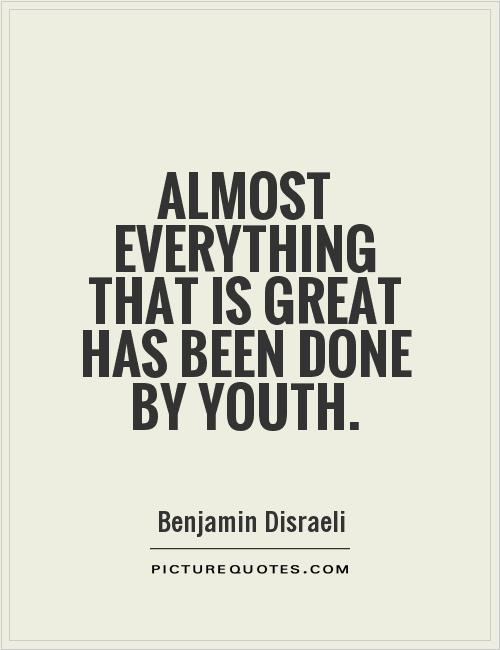 ALMOST
EVERYTHING
THAT IS GREAT
HAS BEEN DONE
BY YOUTH.
Benjamin Disraeli
PICTUREQUOTES.COM